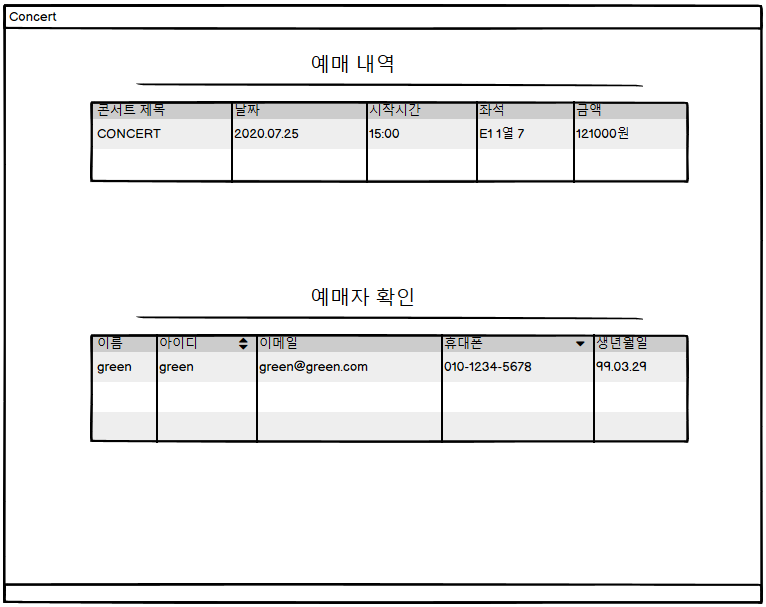 Concert
예매 내역
콘서트 제목 날짜 시작시간 좌석 금액
CONCERT 2020.07.25 15:00 E1 1열 7 121000원
예매자 확인
이름 아이디 이메일 휴대폰 생년월일
green green green@green.com 010-1234-5678 99.03.29